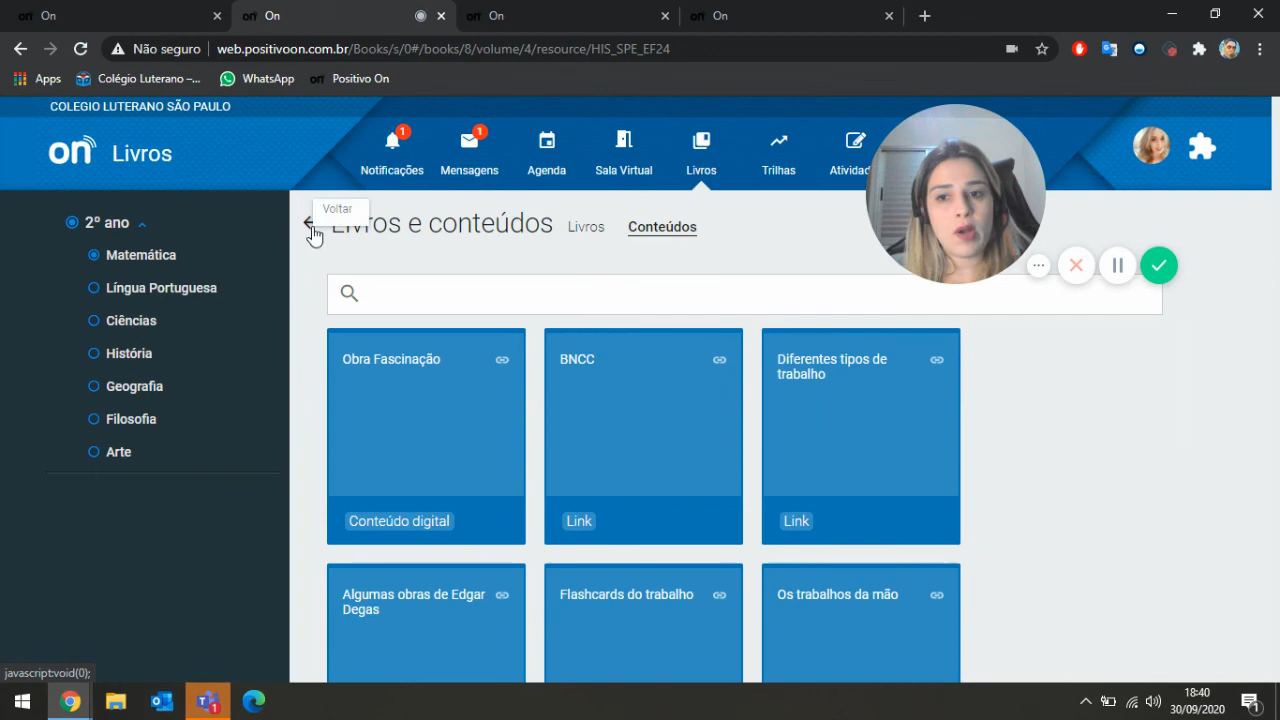 On
On
On
On
Não seguro
web.positivoon.com.br/Books/s/0#/books/8/volume/4/resource/HIS_SPE_EF24
Apps
Colégio Luterano –...
WhatsApp
Positivo On
COLEGIO LUTERANO SÃO PAULO
on
Livros
1
Notificações
1
Mensagens
Agenda
Sala Virtual
Livros
Trilhas
Ativida
2º ano
Matemática
Língua Portuguesa
Ciências
História
Geografia
Filosofia
Arte
Voltar
Livros e conteúdos
Livros
Conteúdos
Obra Fascinação
Conteúdo digital
BNCC
Link
Diferentes tipos de
trabalho
Link
Algumas obras de Edgar
Degas
Flashcards do trabalho
Os trabalhos da mão
javascript:void(0);
1
18:40
30/09/2020
1